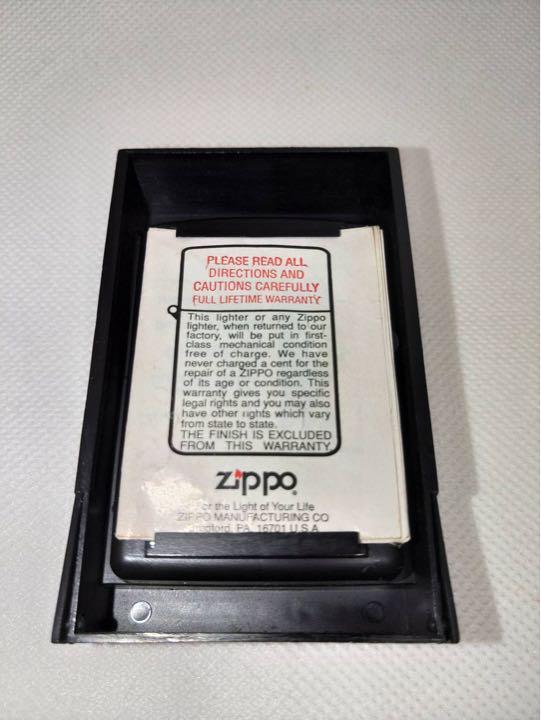 PLEASE READ ALL
DIRECTIONS AND
CAUTIONS CAREFULLY
FULL LIFETIME WARRANTY
This lighter or any Zippo
lighter, when returned to our
factory, will be put in first-
class mechanical condition
free of charge. We have
never charged a cent for the
repair of a ZIPPO regardless
of its age or condition. This
warranty gives you specific
legal rights and you may also
have other rights which vary
from state to state.
THE FINISH IS EXCLUDED
FROM THIS WARRANTY
zippo
For the Light of Your Life
ZIPPO MANUFACTURING CO
Bradford, PA. 16701 U.S.A